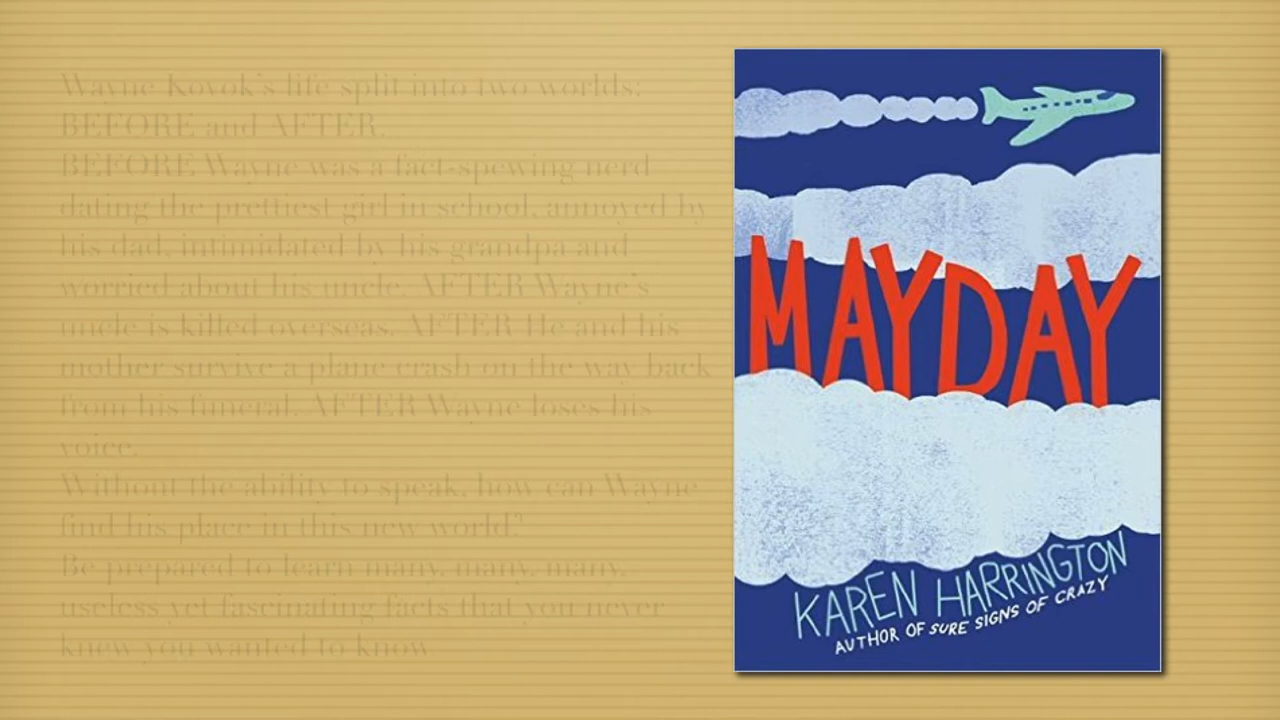 Wayne Kovok's life split into two worlds:
BEFORE and AFTER.
BEFORE Wayne was a fact-spewing nerd
dating the prettiest girl in school, annoyed by
his dad, intimidated by his grandpa and
worried about his uncle. AFTER Wayne's
uncle is killed overseas. AFTER He and his
mother survive a plane crash on the way back
from his funeral. AFTER Wayne loses his
voice.
Without the ability to speak, how can Wayne
find his place in this new world?
Be prepared to learn many, many, many,
useless yet fascinating facts that you never
knew you wanted to know
MAYDAY
KAREN HARRINGTON
AUTHOR OF SURE SIGNS OF CRAZY